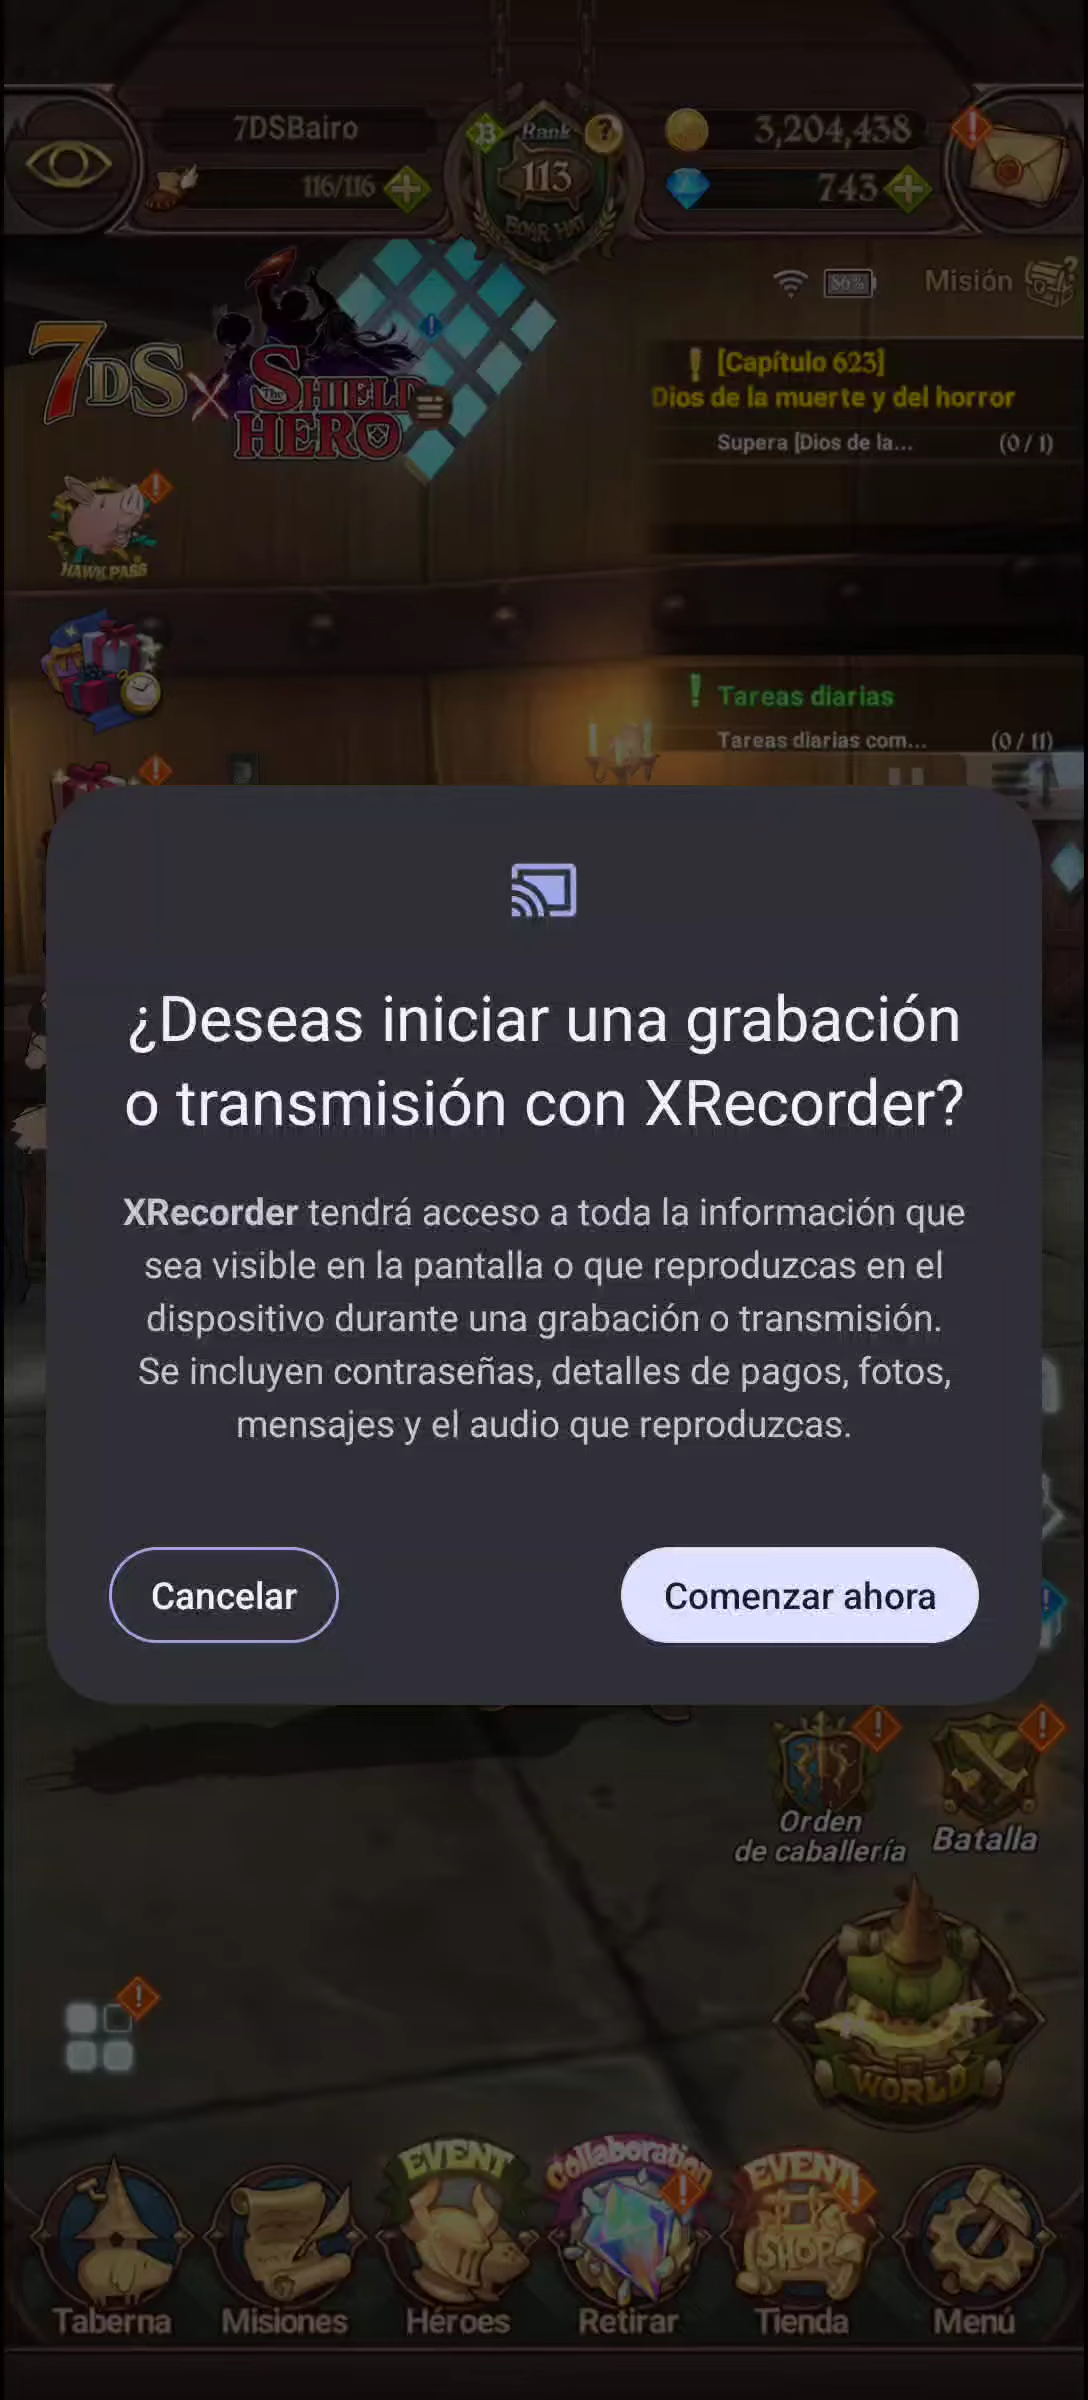 7DSBairo
Rank
3,204,438
116/116
113
743
BOAR HAT
86%
Misión
7DS X The SHIELD HERO
[Capítulo 623]
Dios de la muerte y del horror
Supera [Dios de la...
(0 / 1)
HAWK PASS
Tareas diarias
Tareas diarias com...
(0 / 11)
¿Deseas iniciar una grabación
o transmisión con XRecorder?
XRecorder tendrá acceso a toda la información que
sea visible en la pantalla o que reproduzcas en el
dispositivo durante una grabación o transmisión.
Se incluyen contraseñas, detalles de pagos, fotos,
mensajes y el audio que reproduzcas.
Cancelar
Comenzar ahora
Orden
de caballería
Batalla
WORLD
EVENT
Collaboration
EVENT
SHOP
Taberna
Misiones
Héroes
Retirar
Tienda
Menú